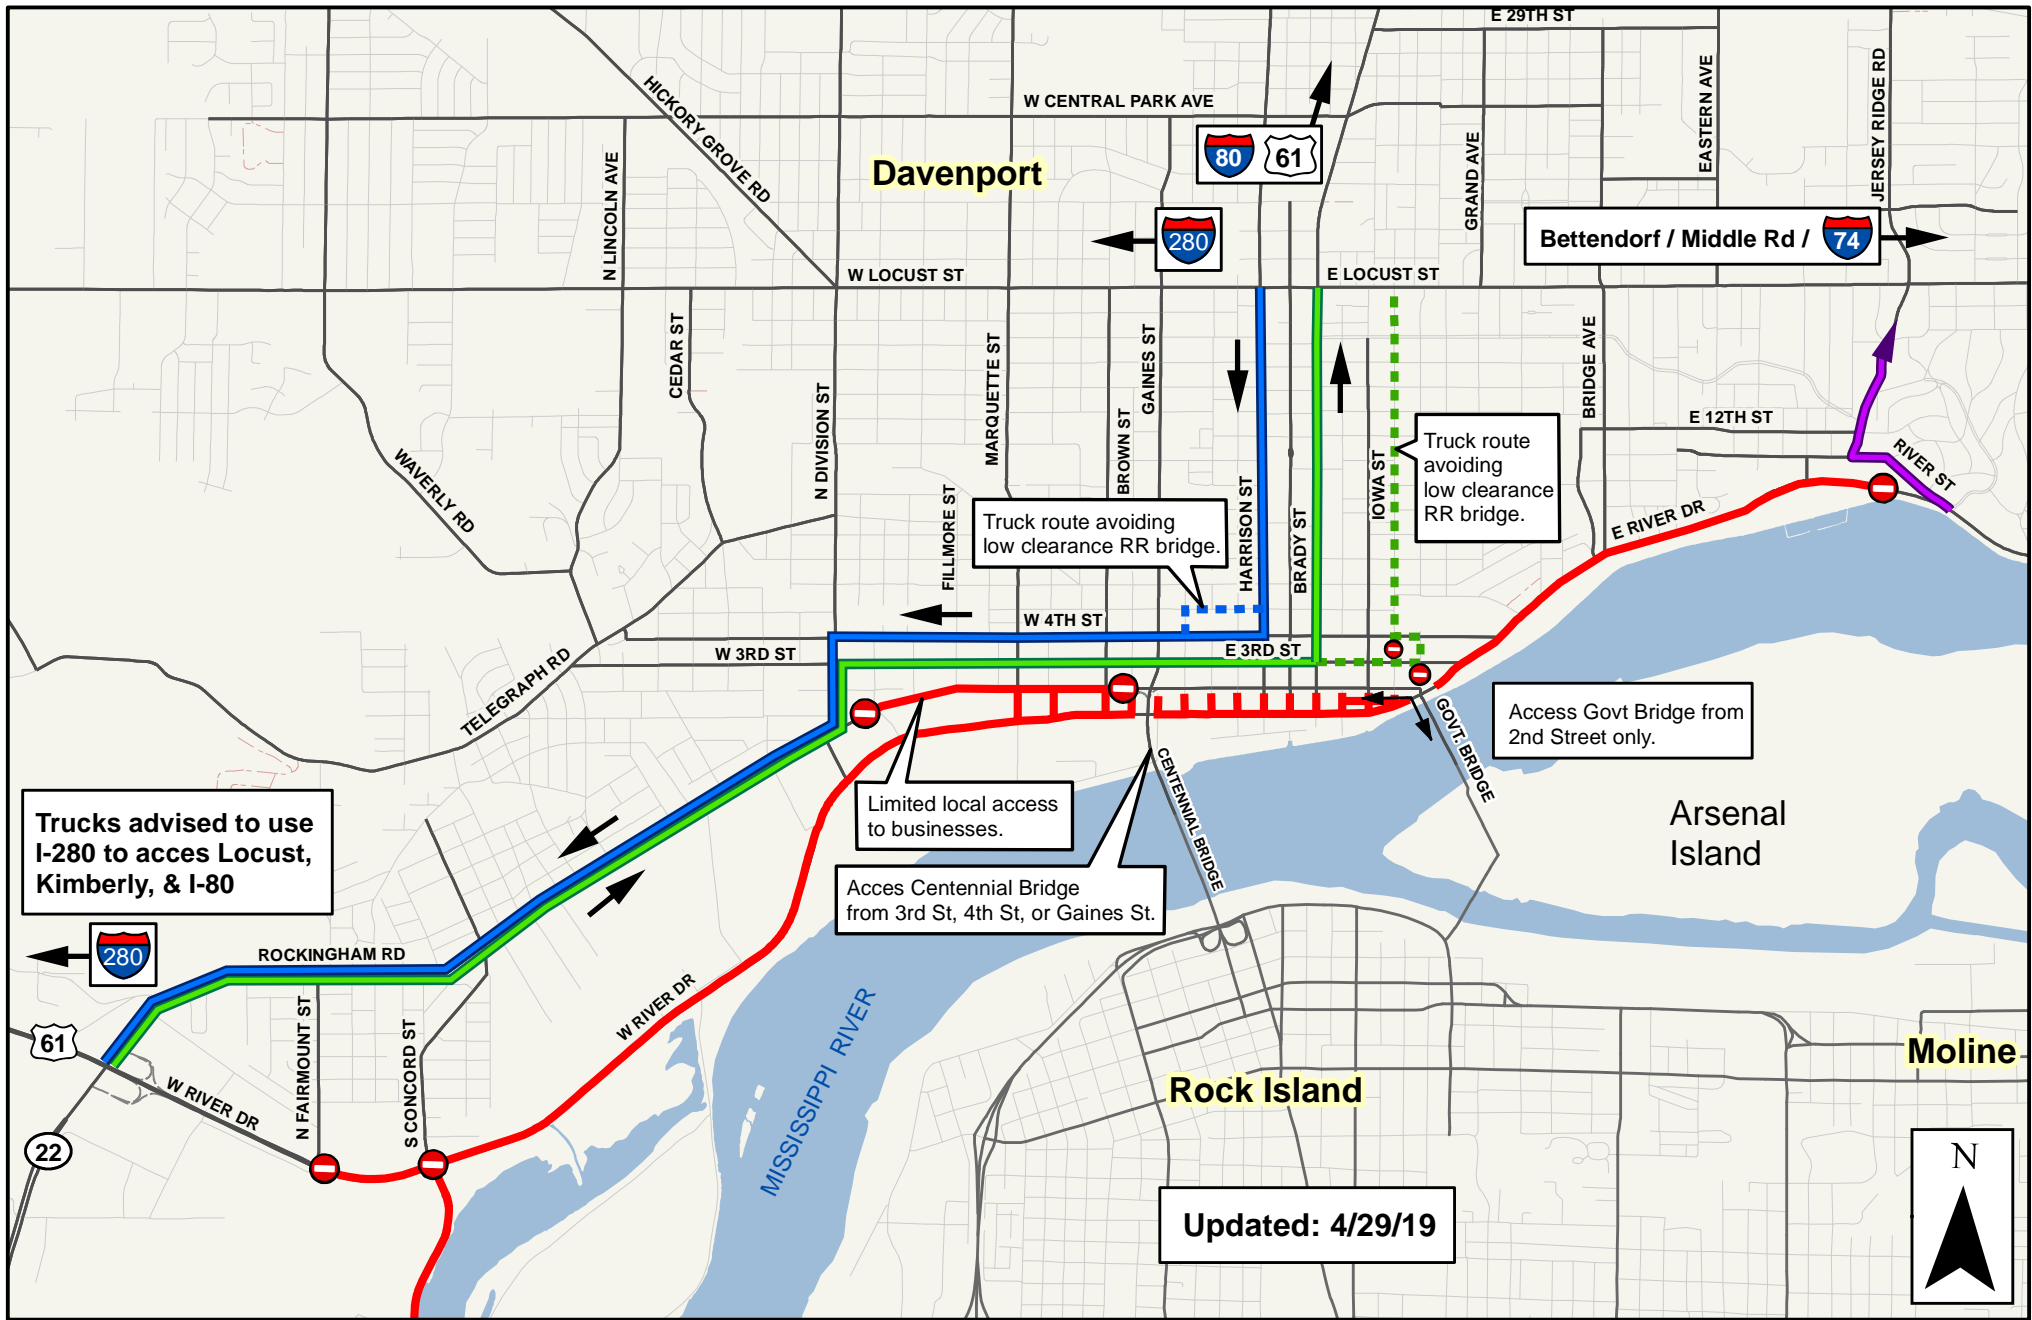 E 29TH ST
HICKORY GROVE RD
W CENTRAL PARK AVE
EASTERN AVE
JERSEY RIDGE RD
80
61
GRAND AVE
Davenport
N LINCOLN AVE
280
Bettendorf / Middle Rd /
74
W LOCUST ST
E LOCUST ST
CEDAR ST
MARQUETTE ST
GAINES ST
BRIDGE AVE
N DIVISION ST
BROWN ST
E 12TH ST
Truck route
avoiding
low clearance
RR bridge.
WAVERLY RD
RIVER ST
IOWA ST
HARRISON ST
FILLMORE ST
Truck route avoiding
low clearance RR bridge.
BRADY ST
E RIVER DR
W 4TH ST
W 3RD ST
E 3RD ST
TELEGRAPH RD
GOVT. BRIDGE
Access Govt Bridge from
2nd Street only.
CENTENNIAL BRIDGE
Limited local access
to businesses.
Arsenal
Island
Trucks advised to use
I-280 to acces Locust,
Kimberly, & I-80
Acces Centennial Bridge
from 3rd St, 4th St, or Gaines St.
280
ROCKINGHAM RD
W RIVER DR
MISSISSIPPI RIVER
61
N FAIRMOUNT ST
S CONCORD ST
W RIVER DR
Moline
Rock Island
22
N
Updated: 4/29/19